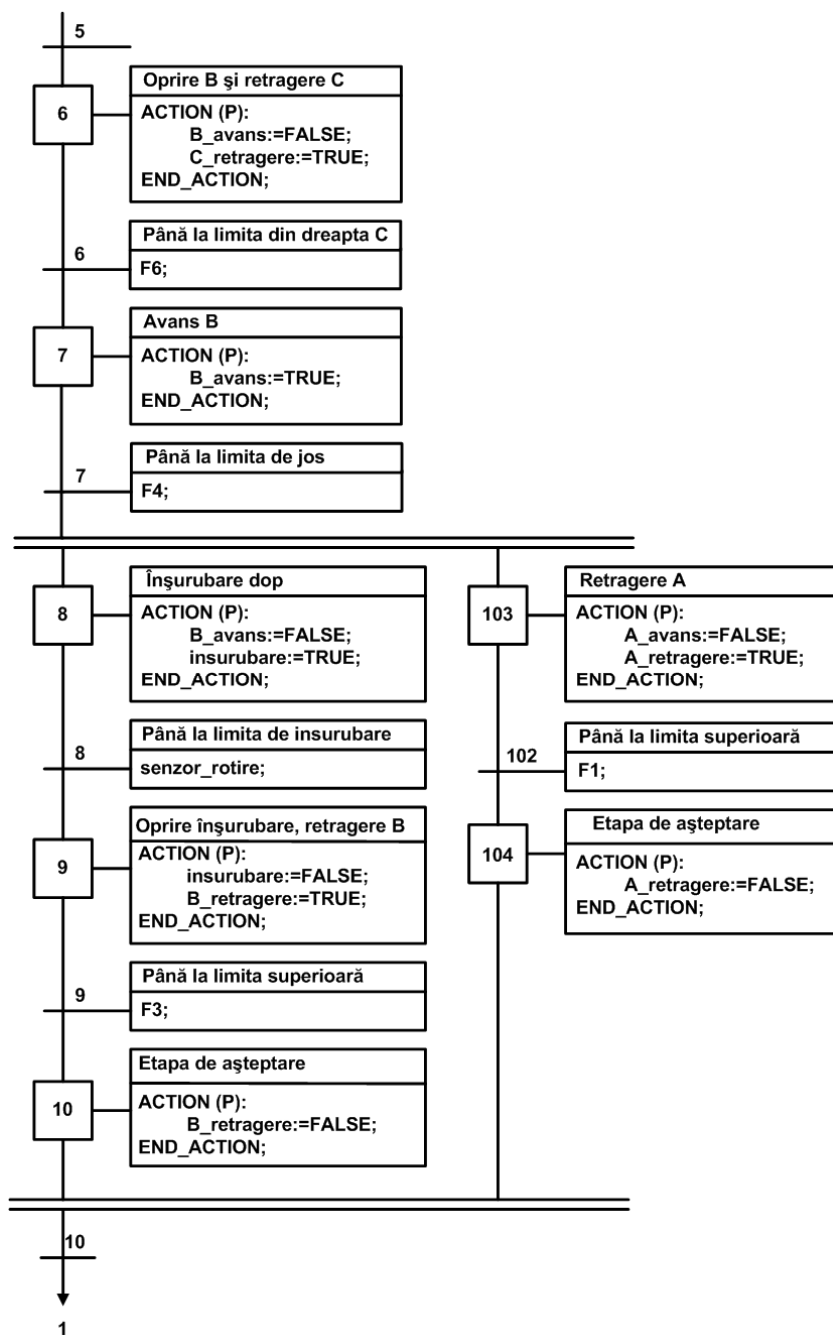 5
6
Oprire B şi retragere C
ACTION (P):
B_avans:=FALSE;
C_retragere:=TRUE;
END_ACTION;
6
Până la limita din dreapta C
F6;
7
Avans B
ACTION (P):
B_avans:=TRUE;
END_ACTION;
7
Până la limita de jos
F4;
8
Înşurubare dop
ACTION (P):
B_avans:=FALSE;
insurubare:=TRUE;
END_ACTION;
8
Până la limita de insurubare
senzor_rotire;
9
Oprire înşurubare, retragere B
ACTION (P):
insurubare:=FALSE;
B_retragere:=TRUE;
END_ACTION;
9
Până la limita superioară
F3;
10
Etapa de aşteptare
ACTION (P):
B_retragere:=FALSE;
END_ACTION;
103
Retragere A
ACTION (P):
A_avans:=FALSE;
A_retragere:=TRUE;
END_ACTION;
102
Până la limita superioară
F1;
104
Etapa de aşteptare
ACTION (P):
A_retragere:=FALSE;
END_ACTION;
10
1